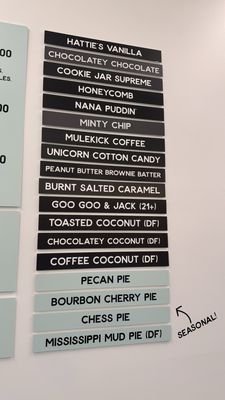 HATTIE'S VANILLA
CHOCOLATEY CHOCOLATE
COOKIE JAR SUPREME
HONEYCOMB
NANA PUDDIN'
MINTY CHIP
MULEKICK COFFEE
UNICORN COTTON CANDY
PEANUT BUTTER BROWNIE BATTER
BURNT SALTED CARAMEL
GOO GOO & JACK (21+)
TOASTED COCONUT (DF)
CHOCOLATEY COCONUT (DF)
COFFEE COCONUT (DF)
PECAN PIE
BOURBON CHERRY PIE
CHESS PIE
MISSISSIPPI MUD PIE (DF)
SEASONAL!